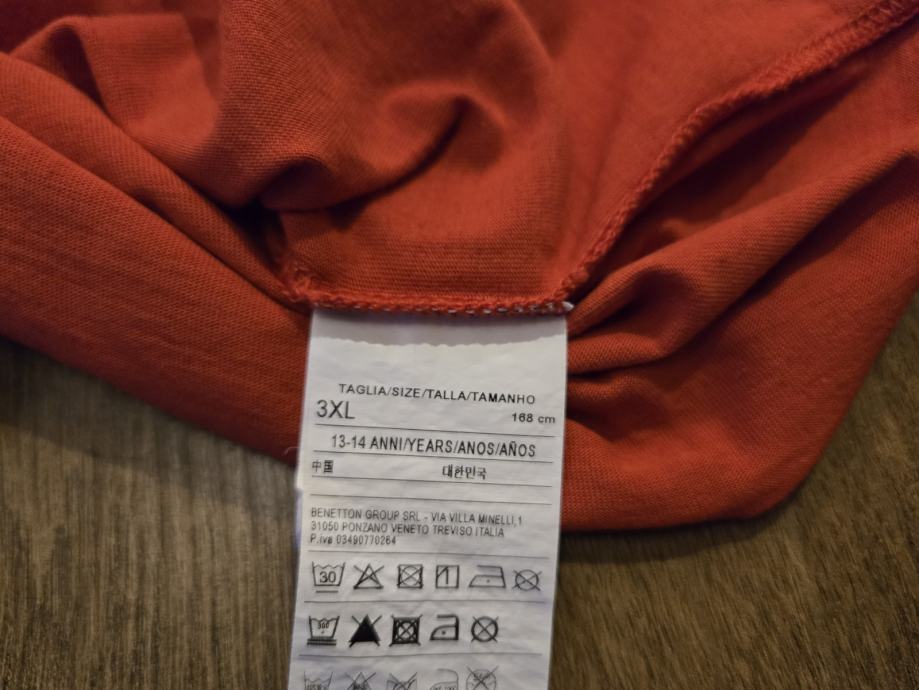 TAGLIA/SIZE/TALLA/TAMANHO
3XL 168 cm
13-14 ANNI/YEARS/ANOS/AÑOS
中国 대한민국
BENETTON GROUP SRL - VIA VILLA MINELLI,1
31050 PONZANO VENETO TREVISO ITALIA
P.iva 03490770264
30